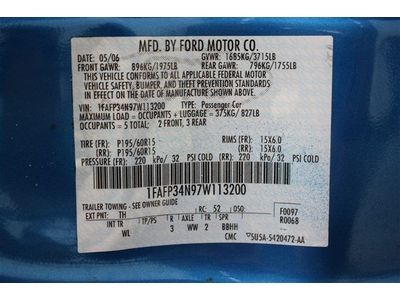 MFD. BY FORD MOTOR CO.
DATE: 05/06 GVWR: 1685KG/3715LB
FRONT GAWR: 896KG/1975LB REAR GAWR: 796KG/1755LB
THIS VEHICLE CONFORMS TO ALL APPLICABLE FEDERAL MOTOR
VEHICLE SAFETY, BUMPER, AND THEFT PREVENTION STANDARDS
IN EFFECT ON THE DATE OF MANUFACTURE SHOWN ABOVE.
VIN: 1FAFP34N97W113200 TYPE: Passenger Car
MAXIMUM LOAD = OCCUPANTS + LUGGAGE = 375KG/ 827LB
OCCUPANTS = 5 TOTAL: 2 FRONT, 3 REAR
TIRE (FR) P195/60R15 RIMS (FR) 15X6.0
(RR) P195/60R15 (RR) 15X6.0
PRESSURE (FR) 220 kPa/ 32 PSI COLD (RR) 220 kPa/ 32 PSI COLD
1FAFP34N97W113200
TRAILER TOWING - SEE OWNER GUIDE
F0097
R0068
EXT PNT: TH RC: 52 DSO:
INT TR TP/PS R AXLE TR SPR
WL 3 WW 2 BBHH
CMC 5U5A-5420472-AA